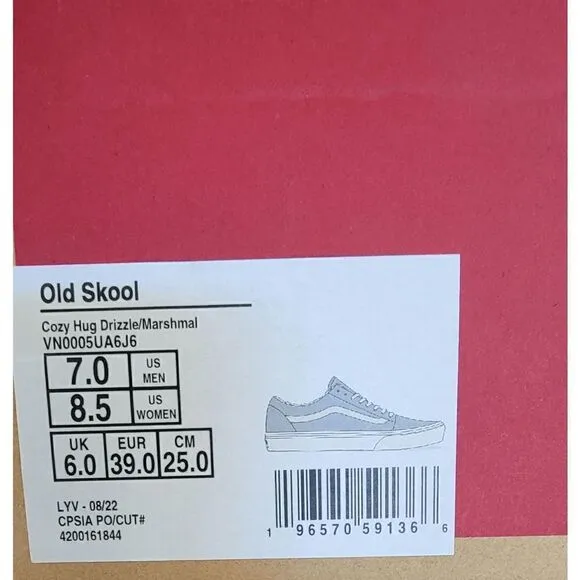 Old Skool
Cozy Hug Drizzle/Marshmal
VN0005UA6J6
7.0 US MEN
8.5 US WOMEN
UK EUR CM
6.0 39.0 25.0
LYV - 08/22
CPSIA PO/CUT#
4200161844
1 96570 59136 6